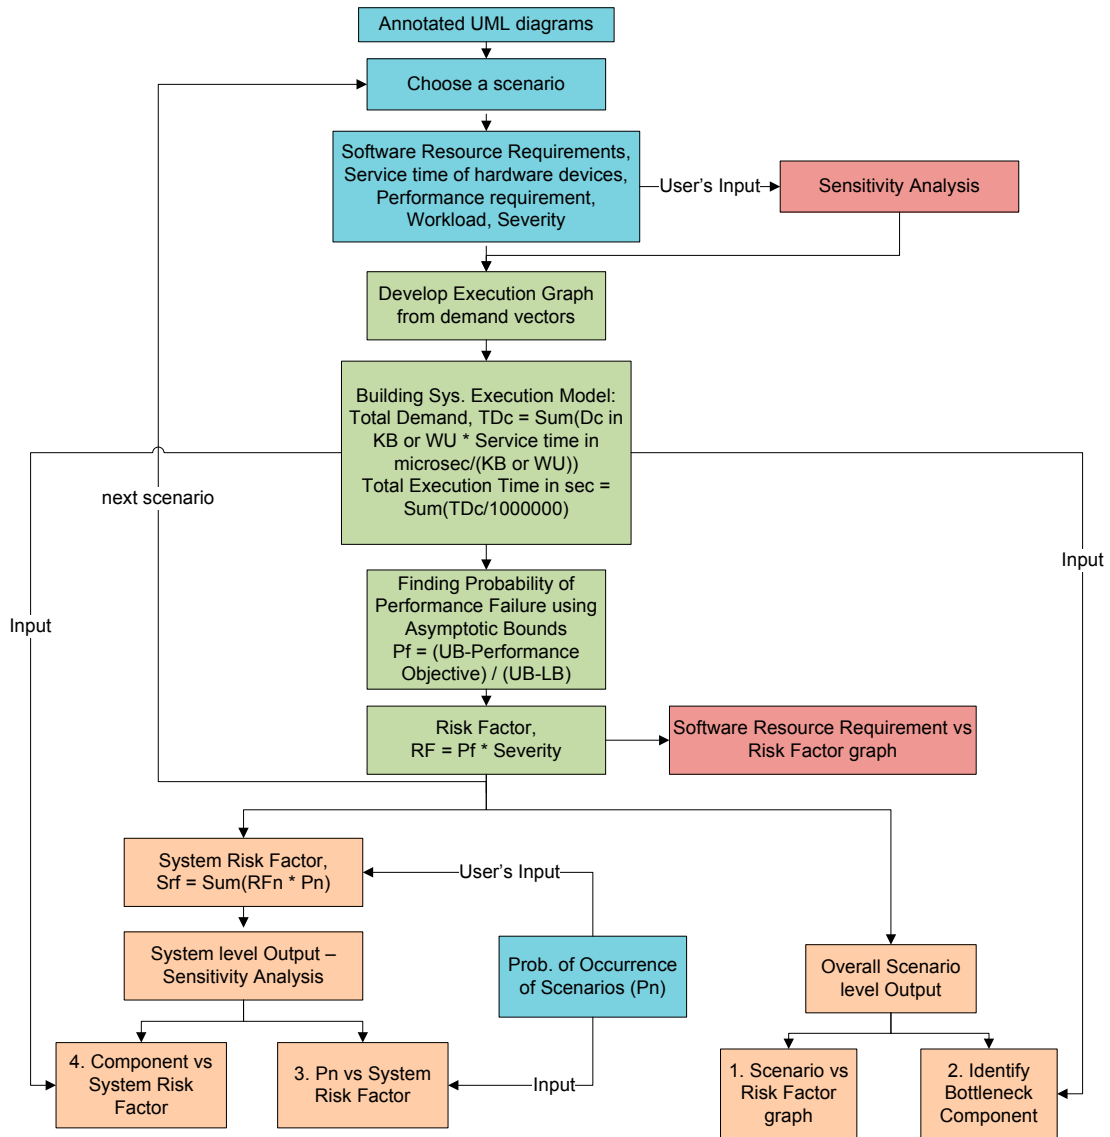 Annotated UML diagrams
Choose a scenario
Software Resource Requirements,
Service time of hardware devices,
Performance requirement,
Workload, Severity
User's Input
Sensitivity Analysis
Develop Execution Graph
from demand vectors
Building Sys. Execution Model:
Total Demand, TDc = Sum(Dc in
KB or WU * Service time in
microsec/(KB or WU))
Total Execution Time in sec =
Sum(TDc/1000000)
next scenario
Input
Input
Finding Probability of
Performance Failure using
Asymptotic Bounds
Pf = (UB-Performance
Objective) / (UB-LB)
Risk Factor,
RF = Pf * Severity
Software Resource Requirement vs
Risk Factor graph
System Risk Factor,
Srf = Sum(RFn * Pn)
User's Input
System level Output –
Sensitivity Analysis
Prob. of Occurrence
of Scenarios (Pn)
Overall Scenario
level Output
4. Component vs
System Risk
Factor
3. Pn vs System
Risk Factor
Input
1. Scenario vs
Risk Factor
graph
2. Identify
Bottleneck
Component